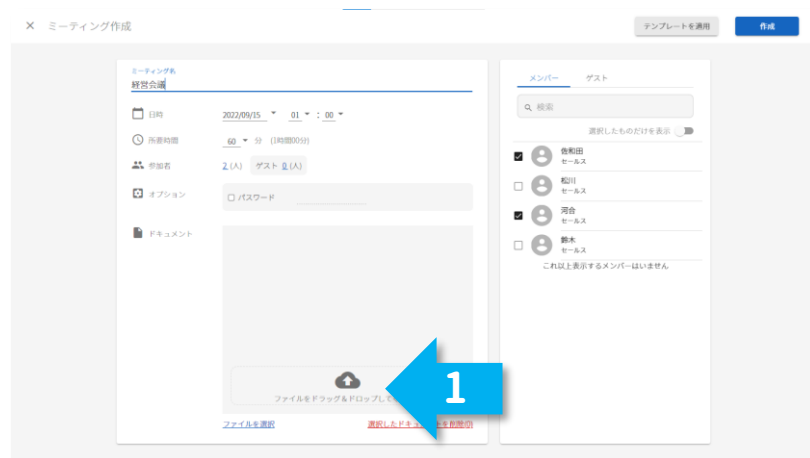 × ミーティング作成
テンプレートを適用
作成
ミーティング名
経営会議
日時
2022/09/15 01 : 00
所要時間
60 分 (1時間00分)
参加者
2 (人) ゲスト 0 (人)
オプション
パスワード
ドキュメント
ファイルをドラッグ&ドロップして
1
ファイルを選択
選択したドキュメントを削除(0)
メンバー ゲスト
検索
選択したものだけを表示
佐和田
セールス
松川
セールス
河合
セールス
鈴木
セールス
これ以上表示するメンバーはいません